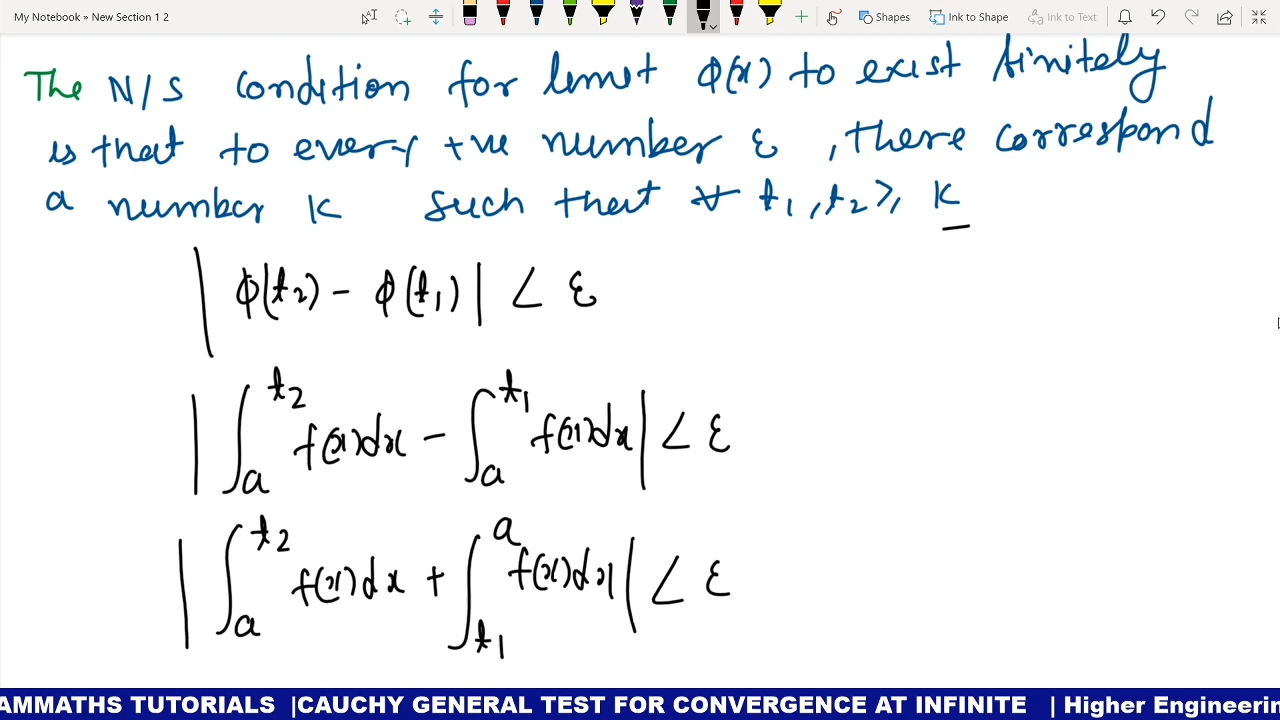 My Notebook » New Section 1 2
Shapes Ink to Shape Ink to Text
The N/S condition for limit φ(x) to exist finitely
is that to every +ve number ε , there correspond
a number K such that ∀ t₁, t₂ ≥ K
| φ(t₂) - φ(t₁) | < ε
| ∫ₐ^t₂ f(x)dx - ∫ₐ^t₁ f(x)dx | < ε
| ∫ₐ^t₂ f(x)dx + ∫_t₁^a f(x)dx | < ε
AMMATHS TUTORIALS |CAUCHY GENERAL TEST FOR CONVERGENCE AT INFINITE | Higher Engineerin